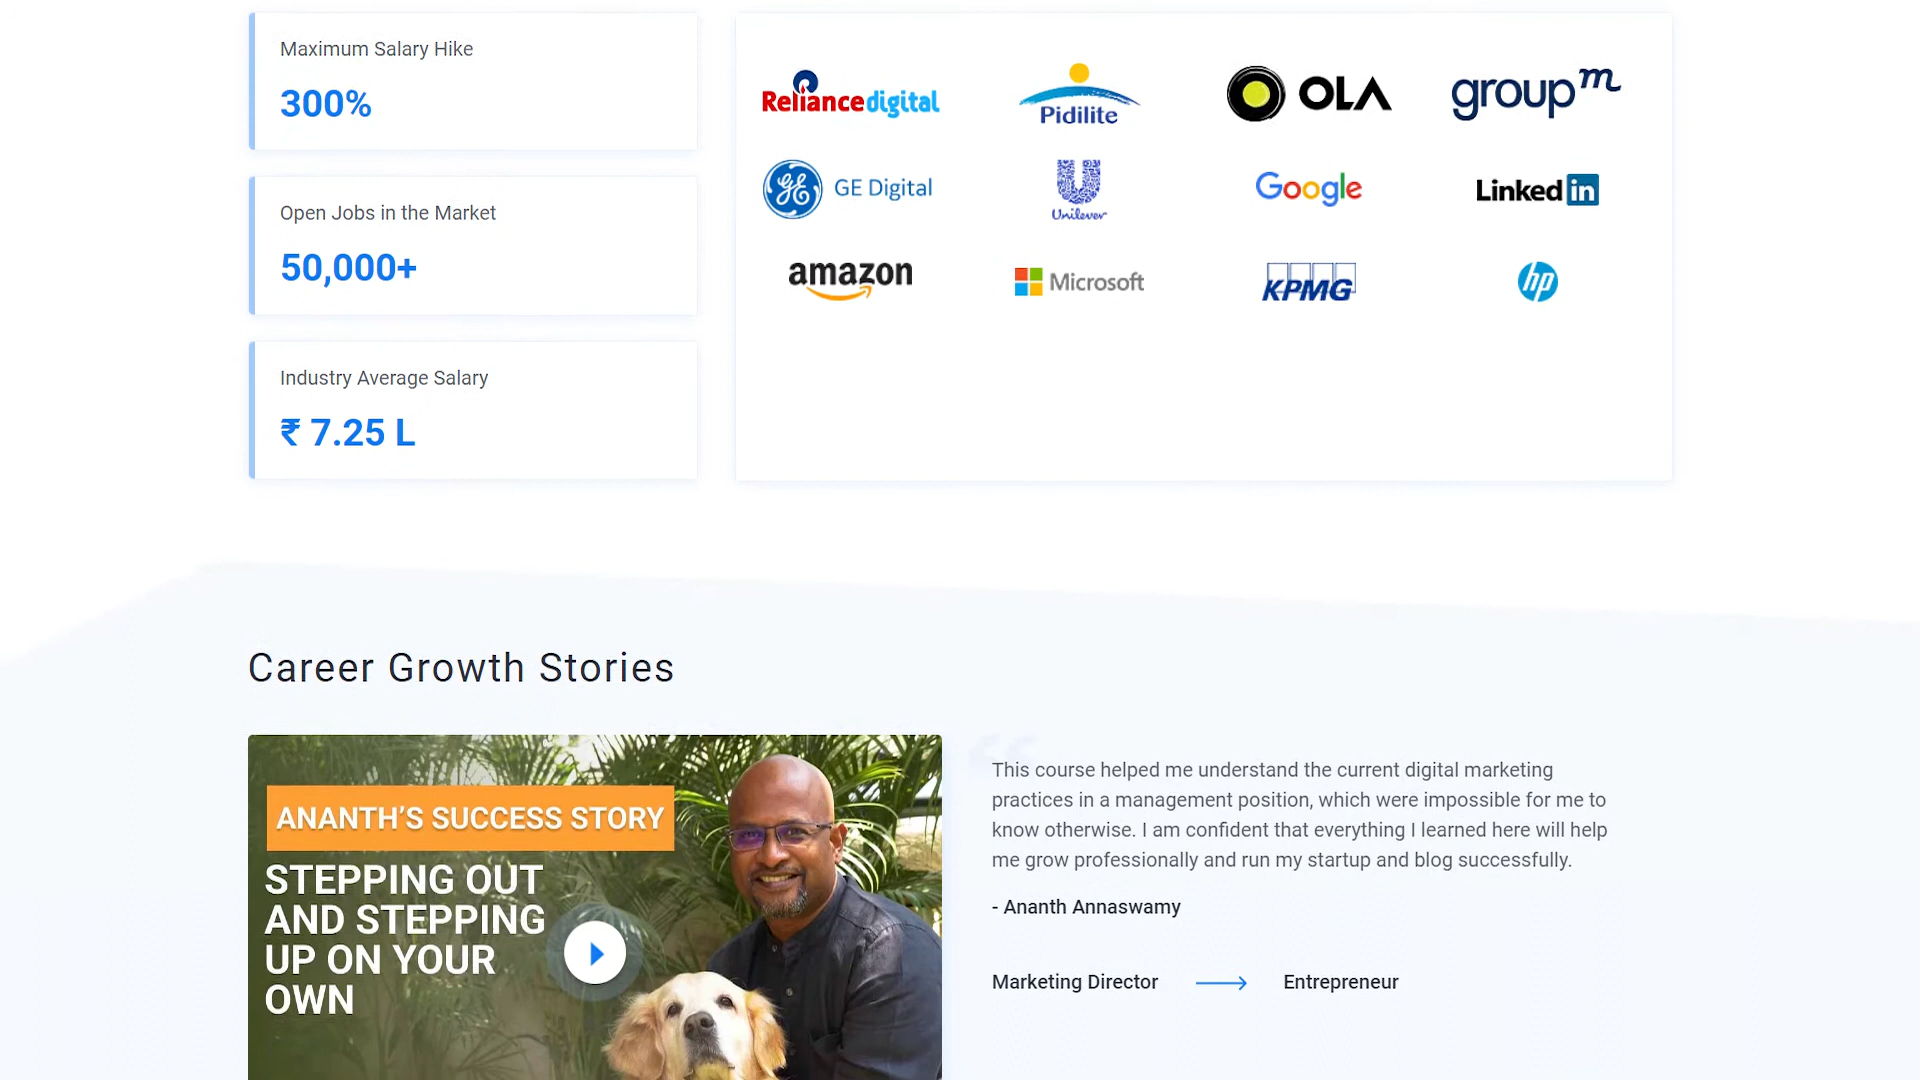 Maximum Salary Hike
300%
Open Jobs in the Market
50,000+
Industry Average Salary
₹ 7.25 L
Reliance digital
Pidilite
OLA
groupm
GE Digital
Unilever
Google
Linked in
amazon
Microsoft
KPMG
hp
Career Growth Stories
ANANTH'S SUCCESS STORY
STEPPING OUT
AND STEPPING
UP ON YOUR
OWN
“
This course helped me understand the current digital marketing
practices in a management position, which were impossible for me to
know otherwise. I am confident that everything I learned here will help
me grow professionally and run my startup and blog successfully.
- Ananth Annaswamy
Marketing Director → Entrepreneur